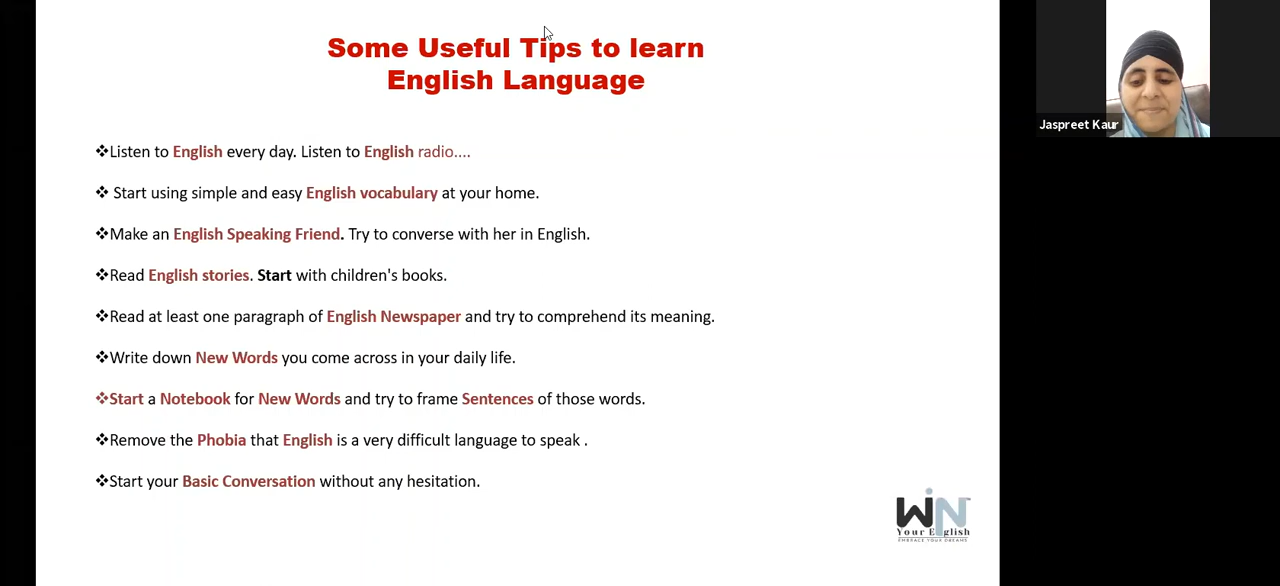 Some Useful Tips to learn
English Language
❖Listen to English every day. Listen to English radio....
❖ Start using simple and easy English vocabulary at your home.
❖Make an English Speaking Friend. Try to converse with her in English.
❖Read English stories. Start with children's books.
❖Read at least one paragraph of English Newspaper and try to comprehend its meaning.
❖Write down New Words you come across in your daily life.
❖Start a Notebook for New Words and try to frame Sentences of those words.
❖Remove the Phobia that English is a very difficult language to speak .
❖Start your Basic Conversation without any hesitation.
WiN™
Your English
EMBRACE YOUR DREAMS
Jaspreet Kaur